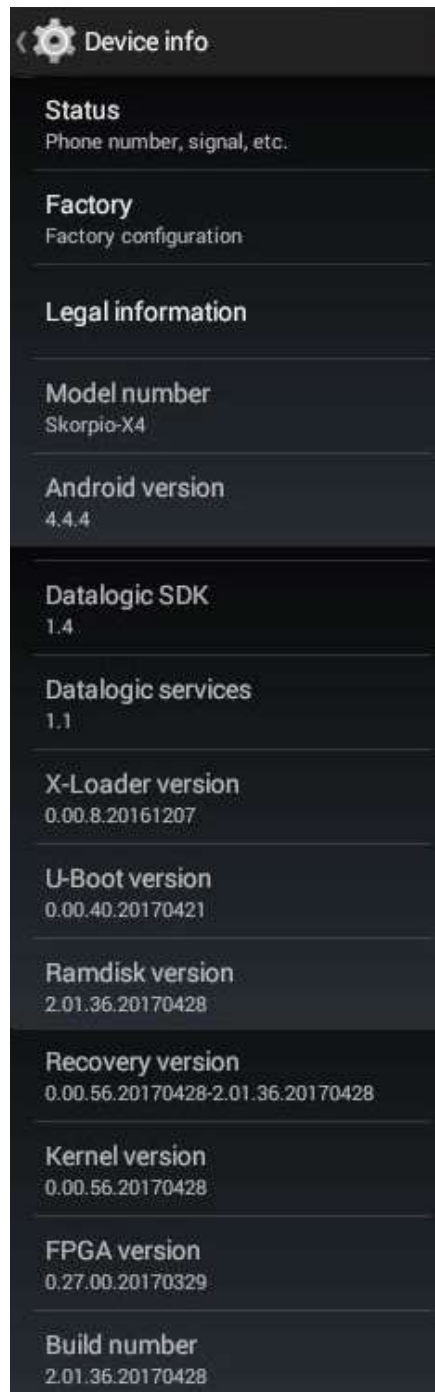 Device info
Status
Phone number, signal, etc.
Factory
Factory configuration
Legal information
Model number
Skorpio-X4
Android version
4.4.4
Datalogic SDK
1.4
Datalogic services
1.1
X-Loader version
0.00.8.20161207
U-Boot version
0.00.40.20170421
Ramdisk version
2.01.36.20170428
Recovery version
0.00.56.20170428-2.01.36.20170428
Kernel version
0.00.56.20170428
FPGA version
0.27.00.20170329
Build number
2.01.36.20170428